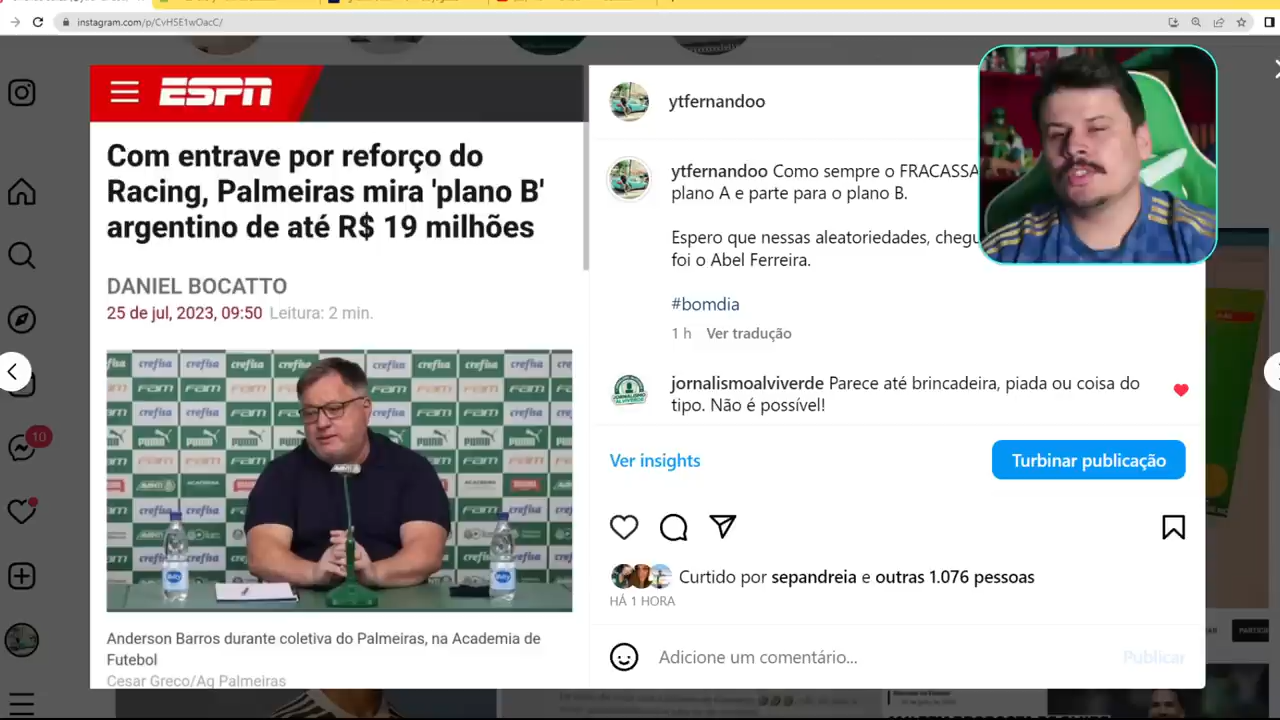 instagram.com/p/CvH5E1wOacC/
ESPN
Com entrave por reforço do
Racing, Palmeiras mira 'plano B'
argentino de até R$ 19 milhões
DANIEL BOCATTO
25 de jul, 2023, 09:50 Leitura: 2 min.
crefisa
FAM
PUMA
Anderson Barros durante coletiva do Palmeiras, na Academia de
Futebol
Cesar Greco/Ag Palmeiras
ytfernandoo
ytfernandoo Como sempre o FRACASSA
plano A e parte para o plano B.
Espero que nessas aleatoriedades, chegu
foi o Abel Ferreira.
#bomdia
1 h Ver tradução
jornalismoalviverde Parece até brincadeira, piada ou coisa do
tipo. Não é possível!
Ver insights
Turbinar publicação
Curtido por sepandreia e outras 1.076 pessoas
HÁ 1 HORA
Adicione um comentário...
Publicar
10